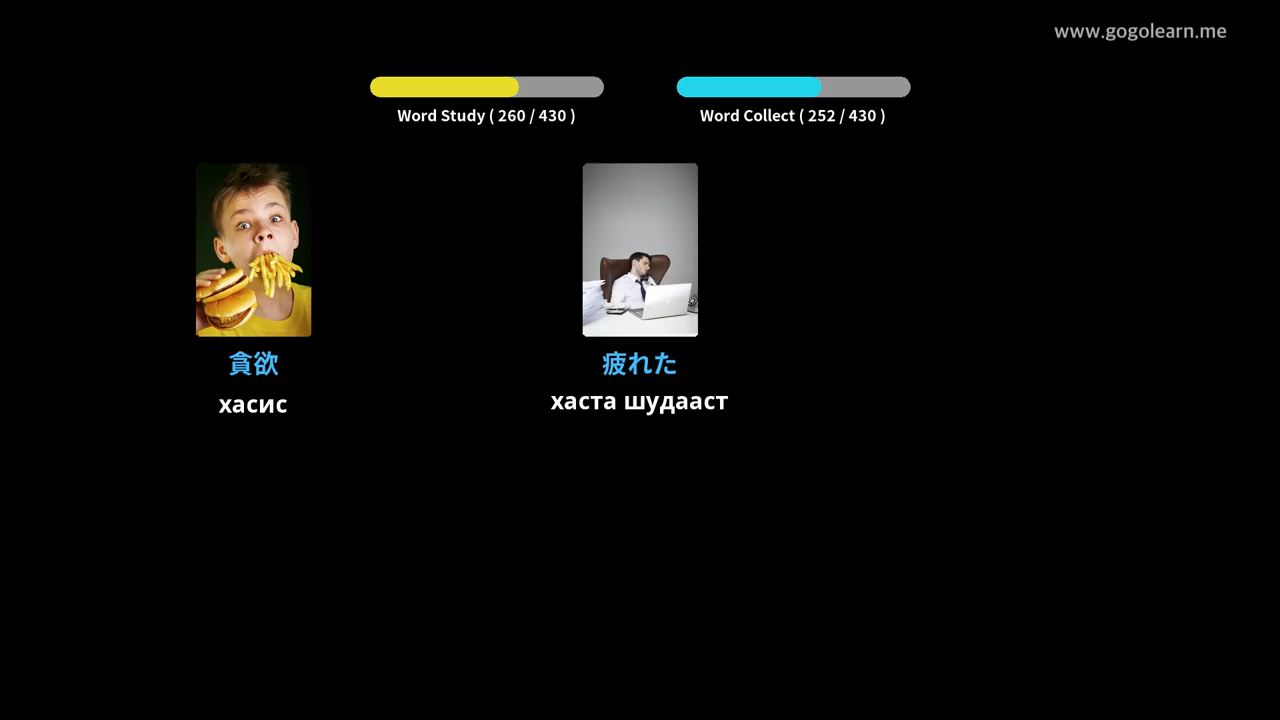 www.gogolearn.me
Word Study ( 260 / 430 )
Word Collect ( 252 / 430 )
貪欲
疲れた
хасис
хаста шудааст